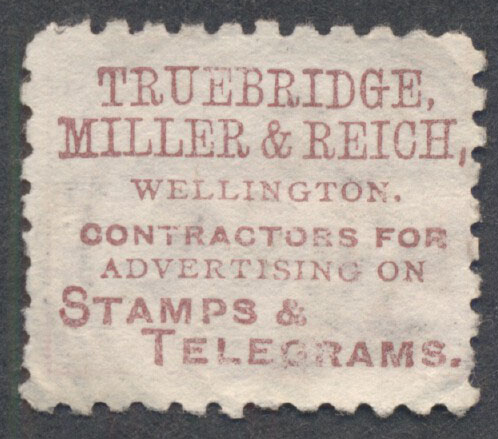 TRUEBRIDGE,
MILLER & REICH,
WELLINGTON.
CONTRACTORS FOR
ADVERTISING ON
STAMPS &
TELEGRAMS.